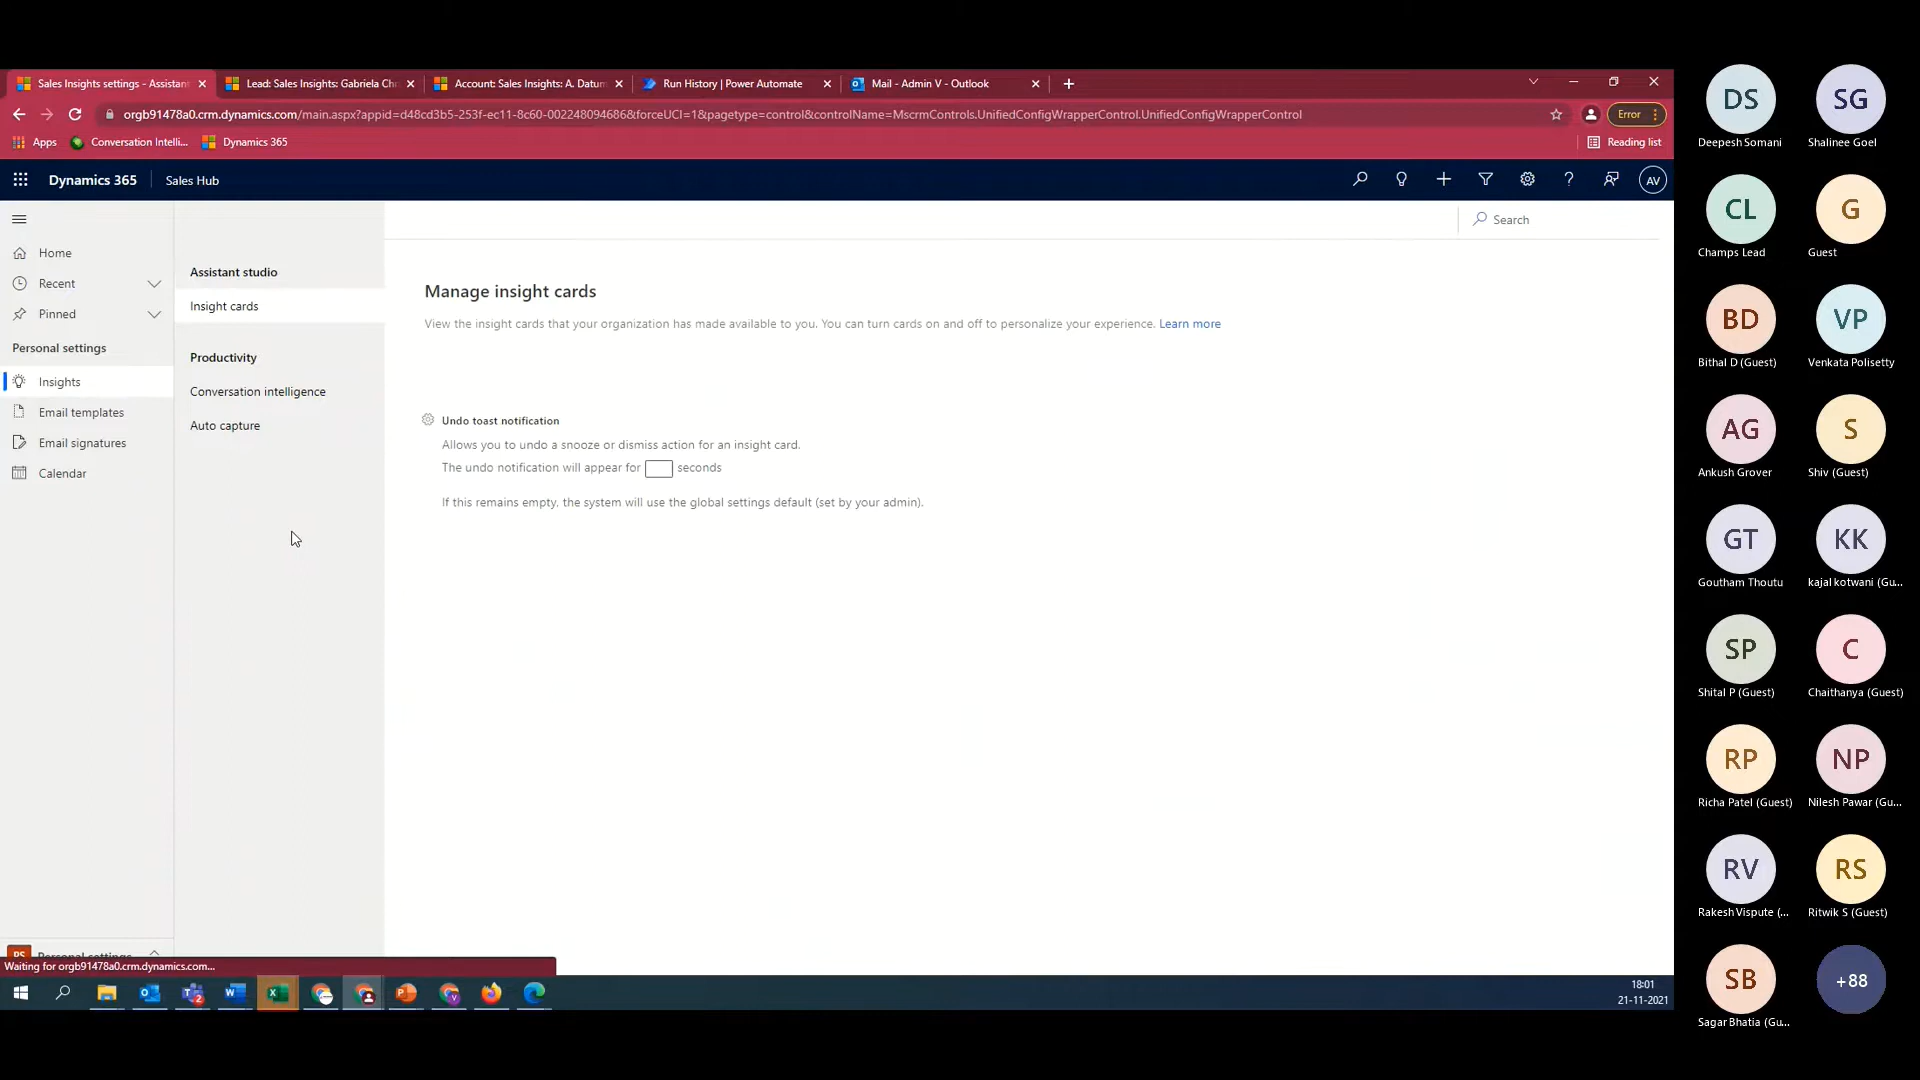 Sales Insights settings - Assistant
Lead: Sales Insights: Gabriela Chr
Account: Sales Insights: A. Datum
Run History | Power Automate
Mail - Admin V - Outlook
orgb91478a0.crm.dynamics.com/main.aspx?appid=d48cd3b5-253f-ec11-8c60-002248094686&forceUCI=1&pagetype=control&controlName=MscrmControls.UnifiedConfigWrapperControl.UnifiedConfigWrapperControl
Error
Apps
Conversation Intelli...
Dynamics 365
Reading list
Dynamics 365
Sales Hub
AV
Home
Recent
Pinned
Personal settings
Insights
Email templates
Email signatures
Calendar
PS Personal settings
Assistant studio
Insight cards
Productivity
Conversation intelligence
Auto capture
Search
Manage insight cards
View the insight cards that your organization has made available to you. You can turn cards on and off to personalize your experience. Learn more
Undo toast notification
Allows you to undo a snooze or dismiss action for an insight card.
The undo notification will appear for seconds
If this remains empty, the system will use the global settings default (set by your admin).
Waiting for orgb91478a0.crm.dynamics.com...
18:01
21-11-2021
DS
Deepesh Somani
SG
Shalinee Goel
CL
Champs Lead
G
Guest
BD
Bithal D (Guest)
VP
Venkata Polisetty
AG
Ankush Grover
S
Shiv (Guest)
GT
Goutham Thoutu
KK
kajal kotwani (Gu...
SP
Shital P (Guest)
C
Chaithanya (Guest)
RP
Richa Patel (Guest)
NP
Nilesh Pawar (Gu...
RV
Rakesh Vispute (...
RS
Ritwik S (Guest)
SB
Sagar Bhatia (Gu...
+88